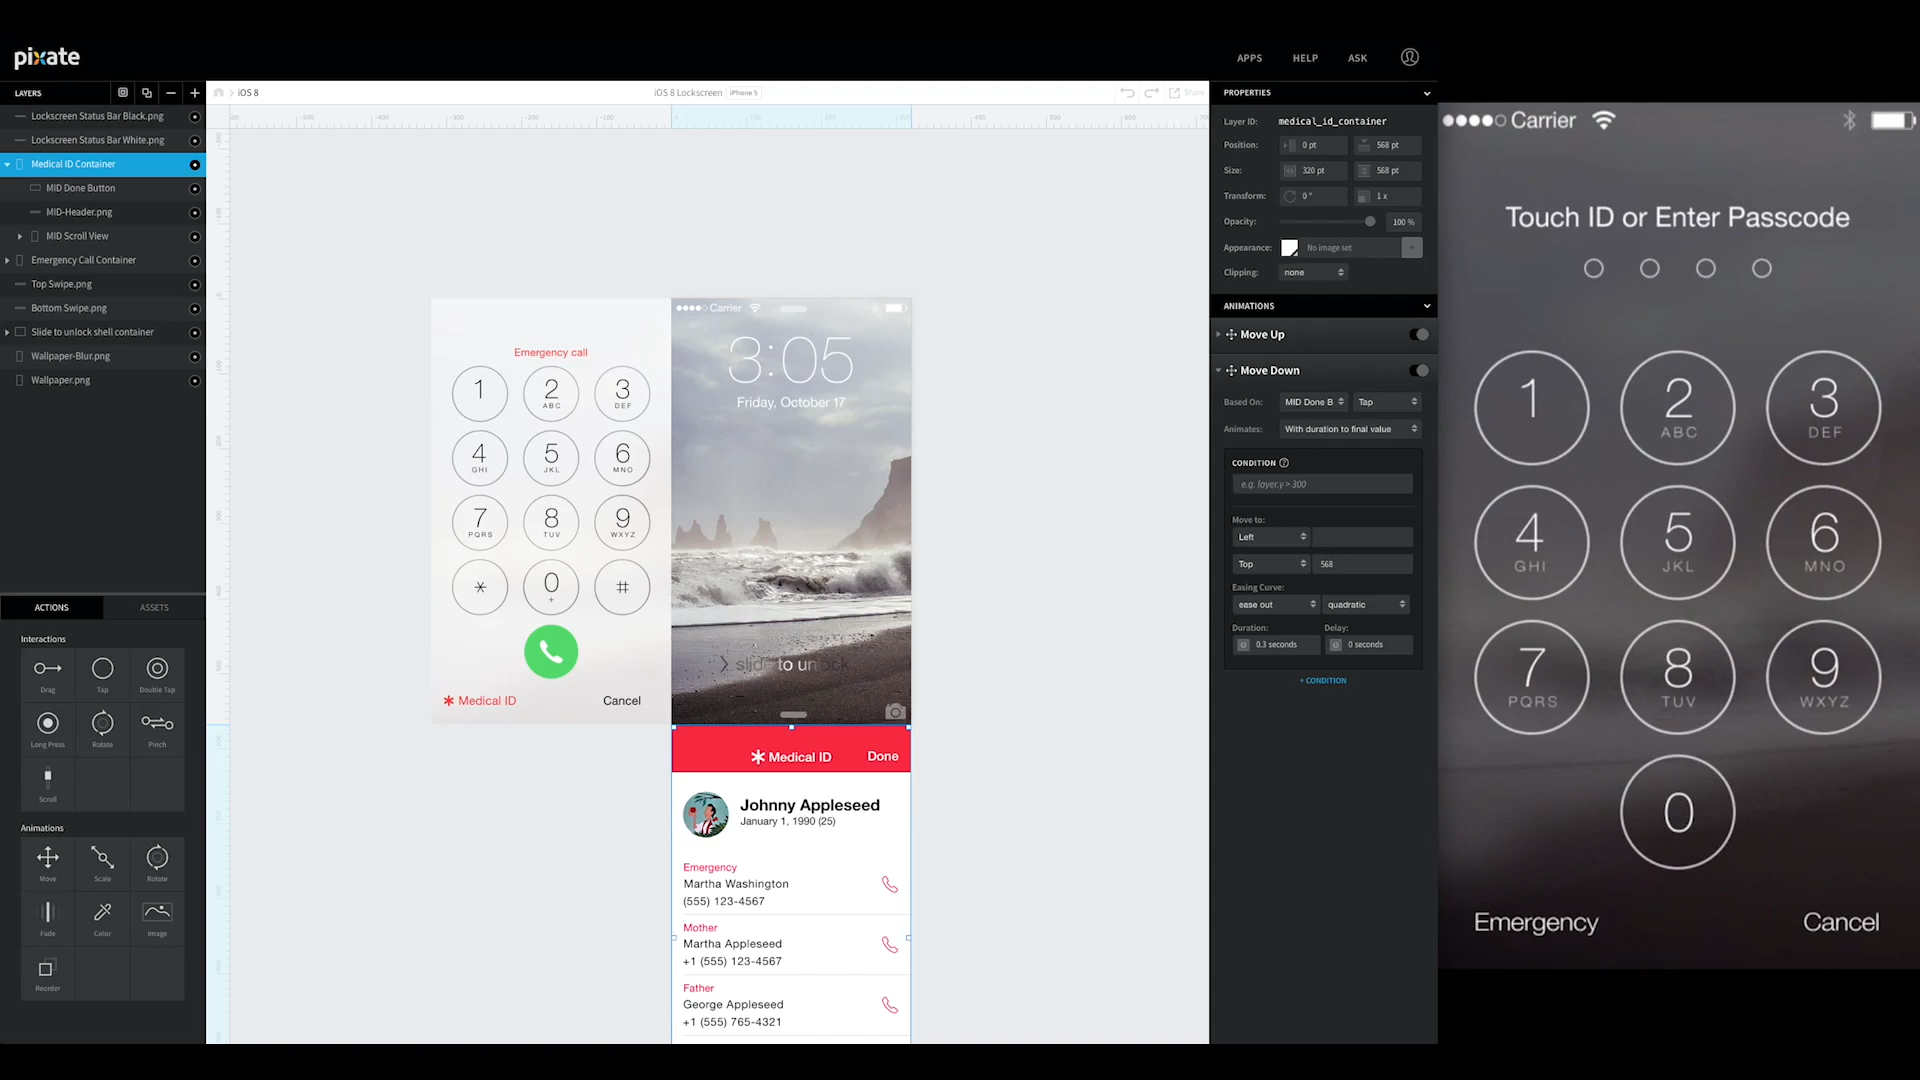 pixate
APPS HELP ASK
LAYERS
iOS 8
iOS 8 Lockscreen iPhone 5
Share
Lockscreen Status Bar Black.png
Lockscreen Status Bar White.png
Medical ID Container
MID Done Button
MID-Header.png
MID Scroll View
Emergency Call Container
Top Swipe.png
Bottom Swipe.png
Slide to unlock shell container
Wallpaper-Blur.png
Wallpaper.png
ACTIONS ASSETS
Interactions
Drag Tap Double Tap
Long Press Rotate Pinch
Scroll
Animations
Move Scale Rotate
Fade Color Image
Reorder
Emergency call
1 2 3
ABC DEF
4 5 6
GHI JKL MNO
7 8 9
PQRS TUV WXYZ
* 0 #
+
Medical ID Cancel
Carrier
3:05
Friday, October 17
slide to unlock
Medical ID Done
Johnny Appleseed
January 1, 1990 (25)
Emergency
Martha Washington
(555) 123-4567
Mother
Martha Appleseed
+1 (555) 123-4567
Father
George Appleseed
+1 (555) 765-4321
PROPERTIES
Layer ID: medical_id_container
Position: 0 pt 568 pt
Size: 320 pt 568 pt
Transform: 0 ° 1 x
Opacity: 100 %
Appearance: No image set +
Clipping: none
ANIMATIONS
Move Up
Move Down
Based On: MID Done B Tap
Animates: With duration to final value
CONDITION ?
e.g. layer.y > 300
Move to:
Left
Top 568
Easing Curve:
ease out quadratic
Duration: Delay:
0.3 seconds 0 seconds
+ CONDITION
Carrier
Touch ID or Enter Passcode
1 2 3
ABC DEF
4 5 6
GHI JKL MNO
7 8 9
PQRS TUV WXYZ
0
Emergency Cancel